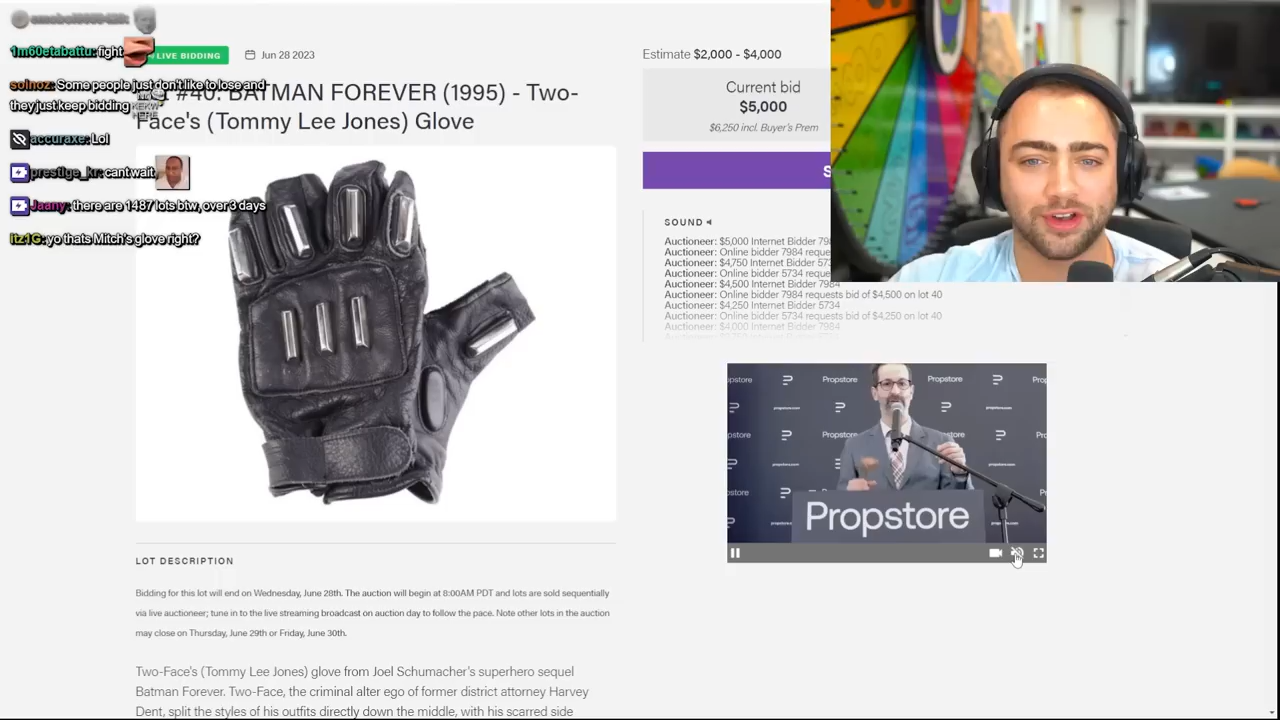 1m60etabattu: fight
solnoz: Some people just don't like to lose and
they just keep bidding KEKW HERE
accuraxe: Lol
prestige_kr: cant wait
Jaany: there are 1487 lots btw, over 3 days
itz1G: yo thats Mitch's glove right?
LIVE BIDDING
Jun 28 2023
#40: BATMAN FOREVER (1995) - Two-
Face's (Tommy Lee Jones) Glove
LOT DESCRIPTION
Bidding for this lot will end on Wednesday, June 28th. The auction will begin at 8:00AM PDT and lots are sold sequentially
via live auctioneer; tune in to the live streaming broadcast on auction day to follow the pace. Note other lots in the auction
may close on Thursday, June 29th or Friday, June 30th.
Two-Face's (Tommy Lee Jones) glove from Joel Schumacher's superhero sequel
Batman Forever. Two-Face, the criminal alter ego of former district attorney Harvey
Dent, split the styles of his outfits directly down the middle, with his scarred side
Estimate $2,000 - $4,000
Current bid
$5,000
$6,250 incl. Buyer's Prem
S
SOUND
Auctioneer: $5,000 Internet Bidder 798
Auctioneer: Online bidder 7984 reque
Auctioneer: $4,750 Internet Bidder 573
Auctioneer: Online bidder 5734 reque
Auctioneer: $4,500 Internet Bidder 7984
Auctioneer: Online bidder 7984 requests bid of $4,500 on lot 40
Auctioneer: $4,250 Internet Bidder 5734
Auctioneer: Online bidder 5734 requests bid of $4,250 on lot 40
Auctioneer: $4,000 Internet Bidder 7984
opstore Propstore Propstore
propstore.com
Propstore